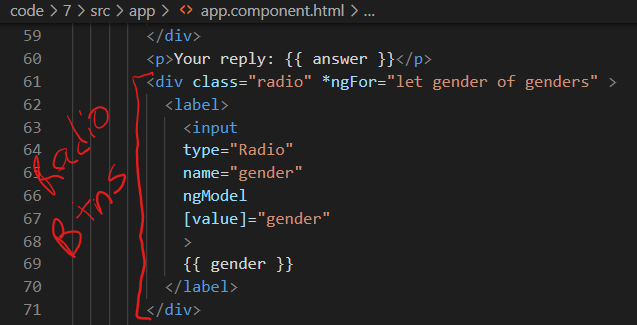 code > 7 > src > app > <> app.component.html > ...
59 </div>
60 <p>Your reply: {{ answer }}</p>
61 <div class="radio" *ngFor="let gender of genders" >
62 <label>
63 <input
64 type="Radio"
65 name="gender"
66 ngModel
67 [value]="gender"
68 >
69 {{ gender }}
70 </label>
71 </div>
Radio